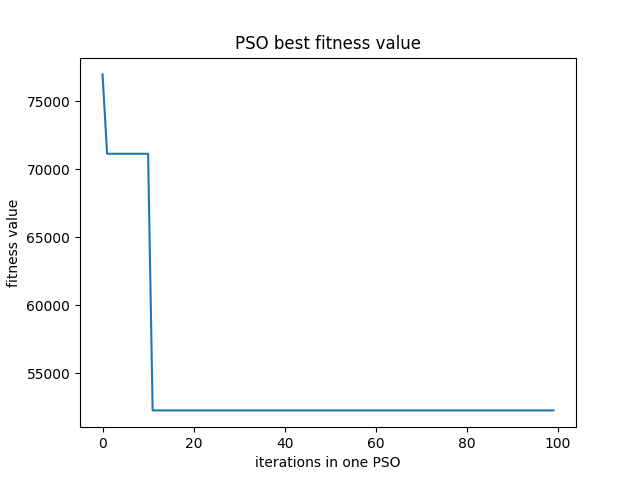 PSO best fitness value
fitness value
75000
70000
65000
60000
55000
0 20 40 60 80 100
iterations in one PSO